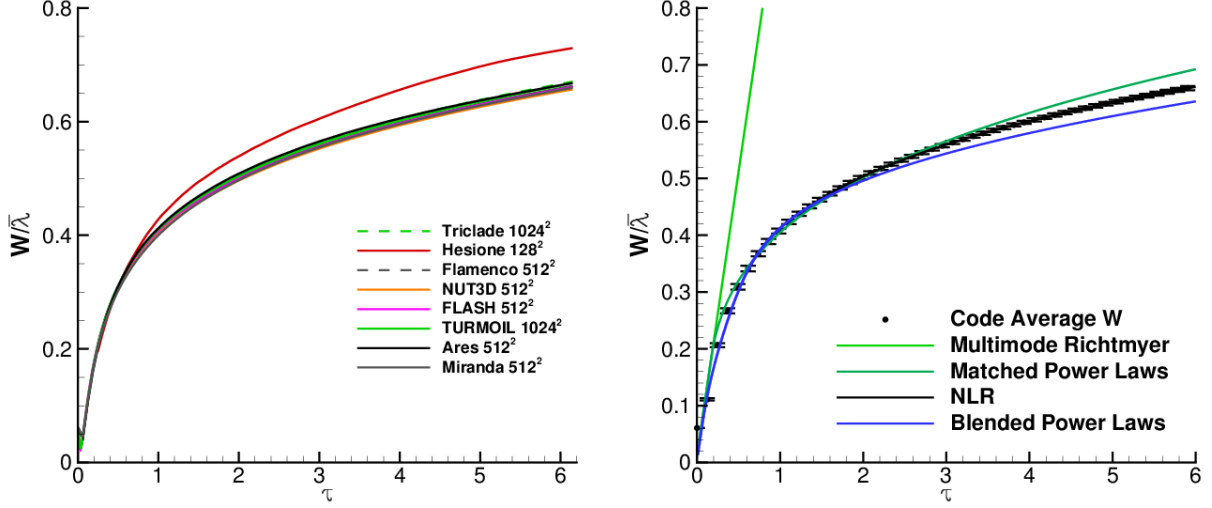 0.8
0.6
0.4
0.2
0
W/λ̅
0
1
2
3
4
5
6
τ
Triclade 1024²
Hesione 128²
Flamenco 512²
NUT3D 512²
FLASH 512²
TURMOIL 1024²
Ares 512²
Miranda 512²
0.8
0.7
0.6
0.5
0.4
0.3
0.2
0.1
0
W/λ̅
0
1
2
3
4
5
6
τ
Code Average W
Multimode Richtmyer
Matched Power Laws
NLR
Blended Power Laws